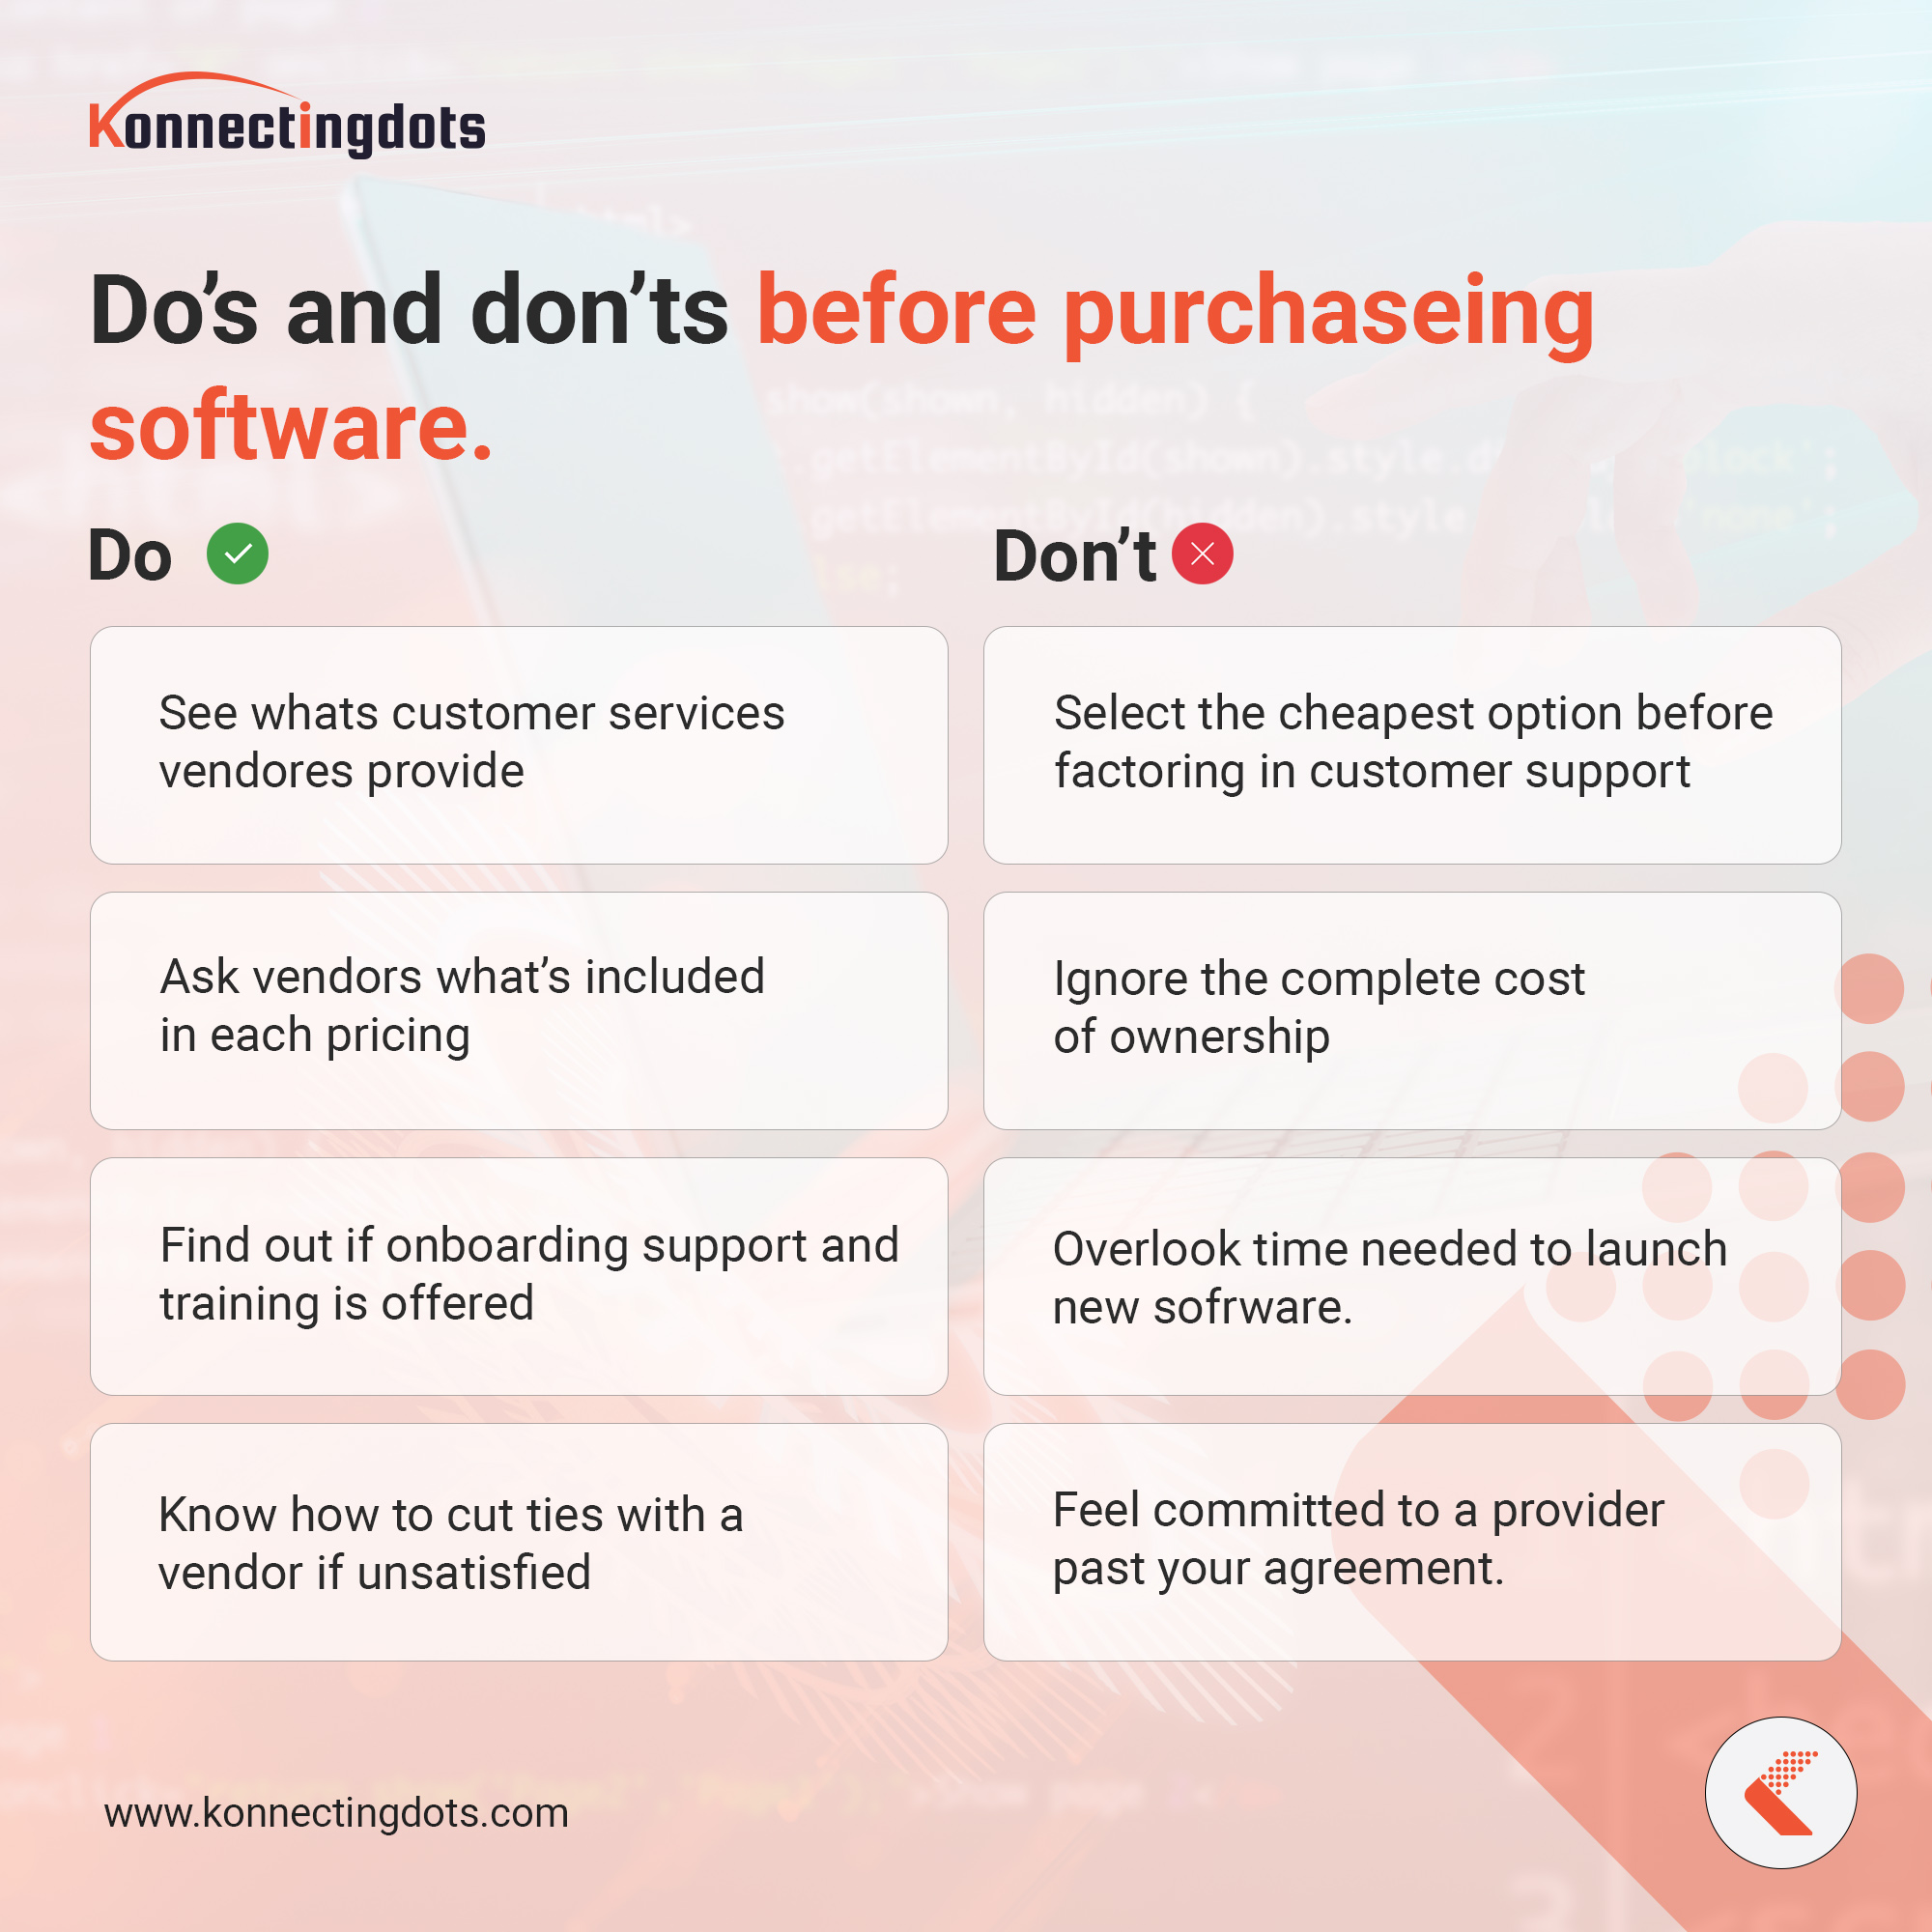 Konnectingdots
Do’s and don’ts before purchaseing
software.
Do
Don’t
See whats customer services
vendores provide
Select the cheapest option before
factoring in customer support
Ask vendors what’s included
in each pricing
Ignore the complete cost
of ownership
Find out if onboarding support and
training is offered
Overlook time needed to launch
new sofrware.
Know how to cut ties with a
vendor if unsatisfied
Feel committed to a provider
past your agreement.
www.konnectingdots.com